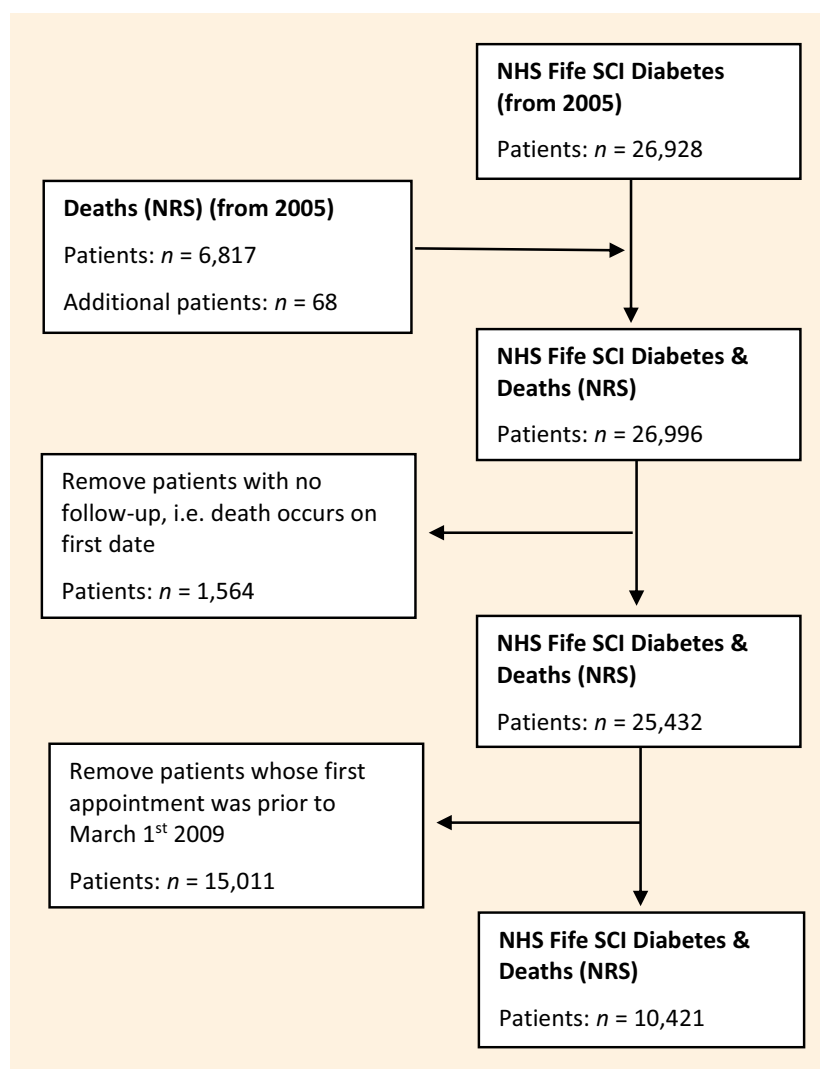 NHS Fife SCI Diabetes
(from 2005)
Patients: n = 26,928
Deaths (NRS) (from 2005)
Patients: n = 6,817
Additional patients: n = 68
NHS Fife SCI Diabetes &
Deaths (NRS)
Patients: n = 26,996
Remove patients with no
follow-up, i.e. death occurs on
first date
Patients: n = 1,564
NHS Fife SCI Diabetes &
Deaths (NRS)
Patients: n = 25,432
Remove patients whose first
appointment was prior to
March 1st 2009
Patients: n = 15,011
NHS Fife SCI Diabetes &
Deaths (NRS)
Patients: n = 10,421